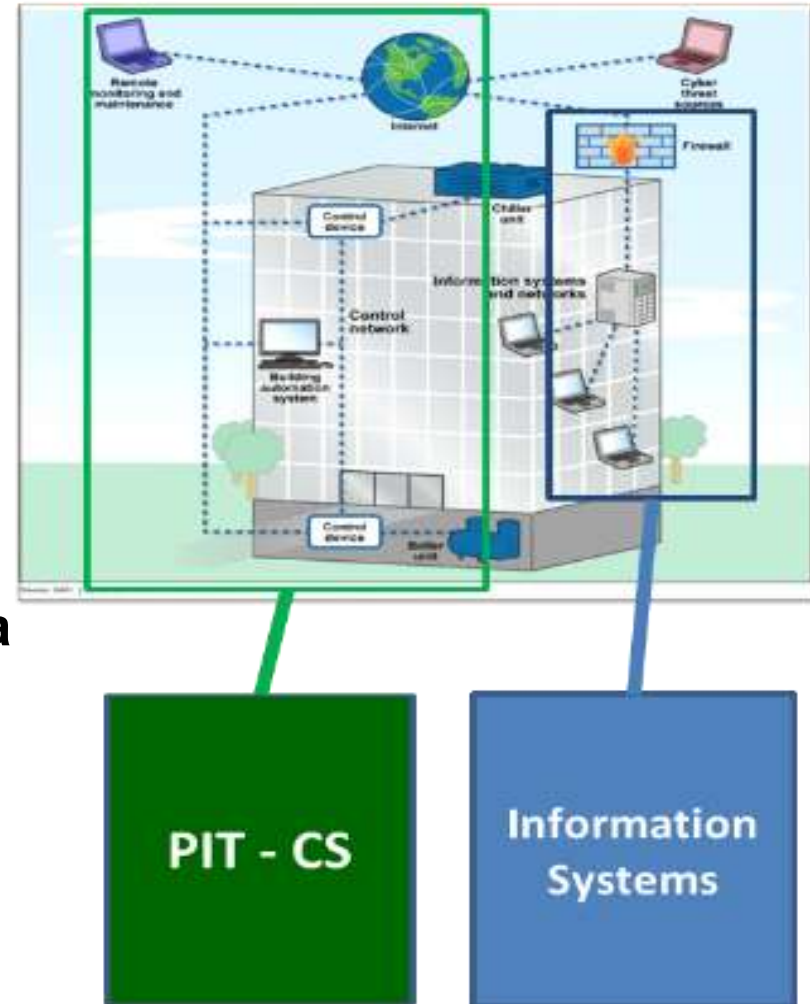 Remote
monitoring and
maintenance
Internet
Cyber
threat
sources
Firewall
Control
device
Chiller
unit
Information systems
and networks
Control
network
Building
automation
system
Control
device
Boiler
unit
a
PIT - CS
Information
Systems